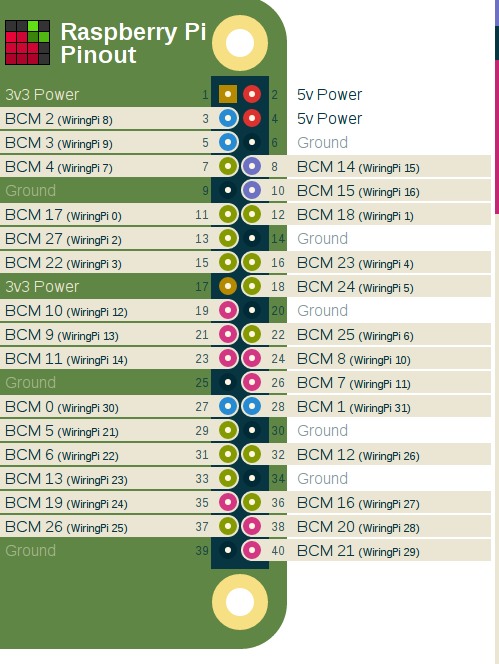 Raspberry Pi
Pinout
3v3 Power 1 2 5v Power
BCM 2 (WiringPi 8) 3 4 5v Power
BCM 3 (WiringPi 9) 5 6 Ground
BCM 4 (WiringPi 7) 7 8 BCM 14 (WiringPi 15)
Ground 9 10 BCM 15 (WiringPi 16)
BCM 17 (WiringPi 0) 11 12 BCM 18 (WiringPi 1)
BCM 27 (WiringPi 2) 13 14 Ground
BCM 22 (WiringPi 3) 15 16 BCM 23 (WiringPi 4)
3v3 Power 17 18 BCM 24 (WiringPi 5)
BCM 10 (WiringPi 12) 19 20 Ground
BCM 9 (WiringPi 13) 21 22 BCM 25 (WiringPi 6)
BCM 11 (WiringPi 14) 23 24 BCM 8 (WiringPi 10)
Ground 25 26 BCM 7 (WiringPi 11)
BCM 0 (WiringPi 30) 27 28 BCM 1 (WiringPi 31)
BCM 5 (WiringPi 21) 29 30 Ground
BCM 6 (WiringPi 22) 31 32 BCM 12 (WiringPi 26)
BCM 13 (WiringPi 23) 33 34 Ground
BCM 19 (WiringPi 24) 35 36 BCM 16 (WiringPi 27)
BCM 26 (WiringPi 25) 37 38 BCM 20 (WiringPi 28)
Ground 39 40 BCM 21 (WiringPi 29)